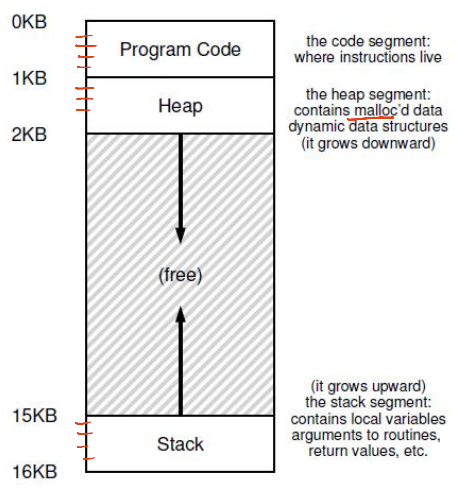 0KB
Program Code
the code segment:
where instructions live
1KB
Heap
the heap segment:
contains malloc'd data
dynamic data structures
(it grows downward)
2KB
(free)
(it grows upward)
the stack segment:
contains local variables
arguments to routines,
return values, etc.
15KB
Stack
16KB